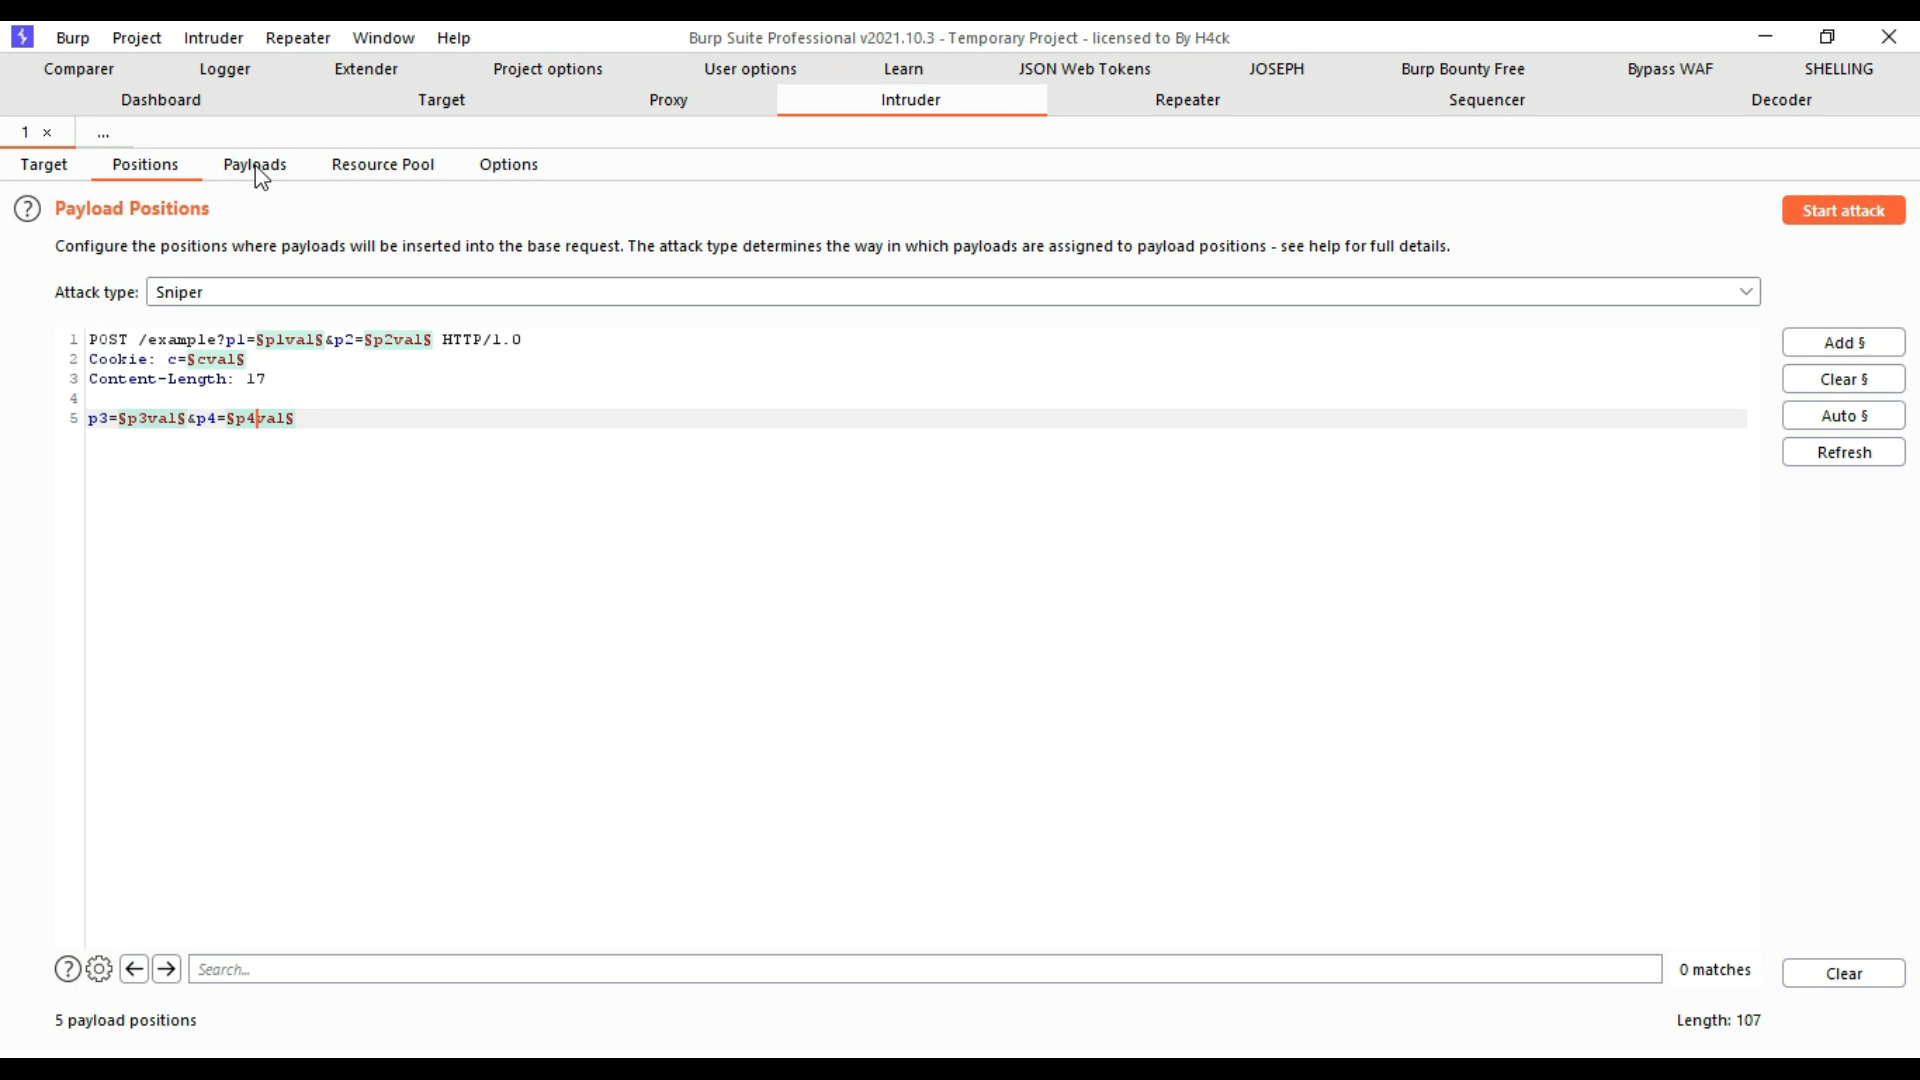 Burp Project Intruder Repeater Window Help Burp Suite Professional v2021.10.3 - Temporary Project - licensed to By H4ck
Comparer Logger Extender Project options User options Learn JSON Web Tokens JOSEPH Burp Bounty Free Bypass WAF SHELLING
Dashboard Target Proxy Intruder Repeater Sequencer Decoder
1 × ...
Target Positions Payloads Resource Pool Options
? Payload Positions Start attack
Configure the positions where payloads will be inserted into the base request. The attack type determines the way in which payloads are assigned to payload positions - see help for full details.
Attack type: Sniper
1 POST /example?p1=§p1val§&p2=§p2val§ HTTP/1.0 Add §
2 Cookie: c=§cval§ Clear §
3 Content-Length: 17
4 Auto §
5 p3=§p3val§&p4=§p4val§
Refresh
? ← → Search... 0 matches Clear
5 payload positions Length: 107